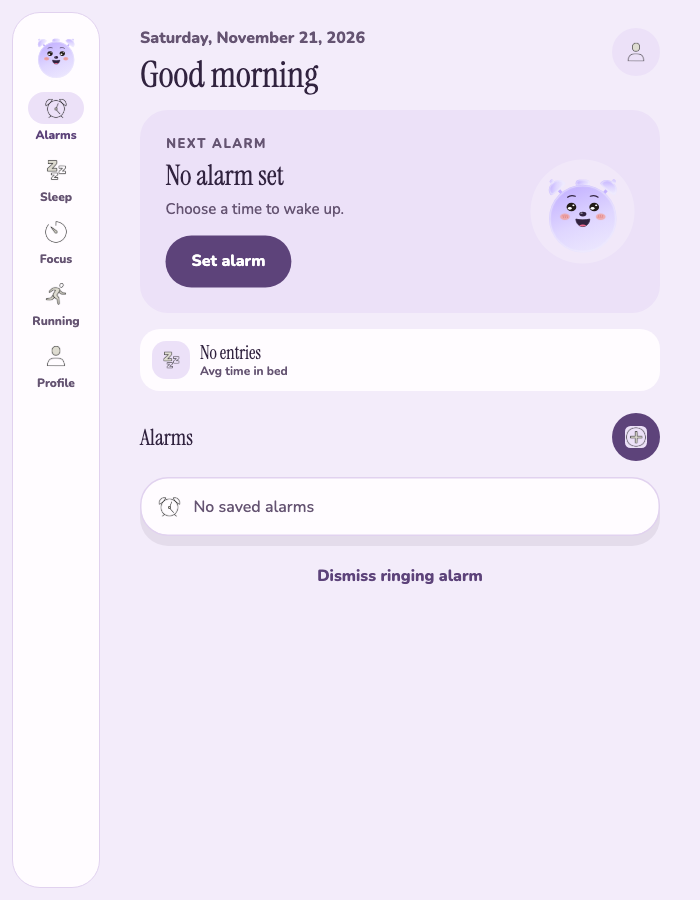 Alarms
Sleep
Focus
Running
Profile
Saturday, November 21, 2026
Good morning
NEXT ALARM
No alarm set
Choose a time to wake up.
Set alarm
No entries
Avg time in bed
Alarms
No saved alarms
Dismiss ringing alarm